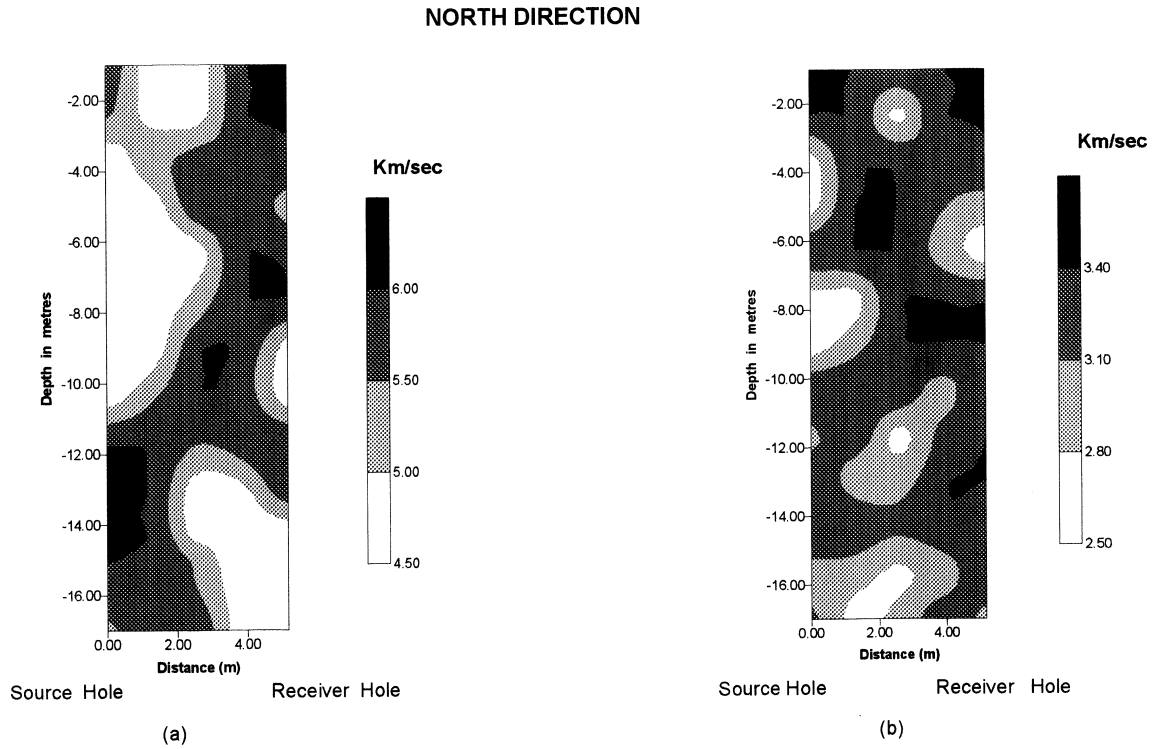 NORTH DIRECTION
Km/sec
-2.00
-4.00
-6.00
-8.00
-10.00
-12.00
-14.00
-16.00
Depth in metres
6.00
5.50
5.00
4.50
0.00 2.00 4.00
Distance (m)
Source Hole Receiver Hole
(a)
Km/sec
-2.00
-4.00
-6.00
-8.00
-10.00
-12.00
-14.00
-16.00
Depth in metres
3.40
3.10
2.80
2.50
0.00 2.00 4.00
Distance (m)
Source Hole Receiver Hole
(b)